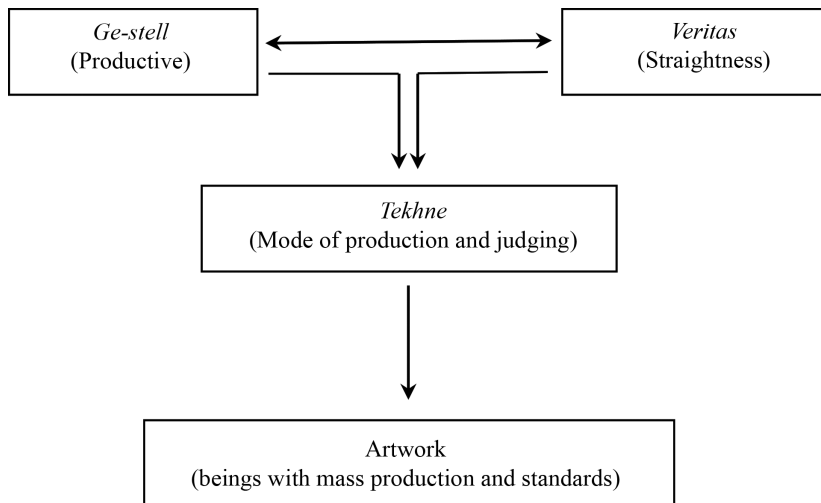 Ge-stell
(Productive)
Veritas
(Straightness)
Tekhne
(Mode of production and judging)
Artwork
(beings with mass production and standards)